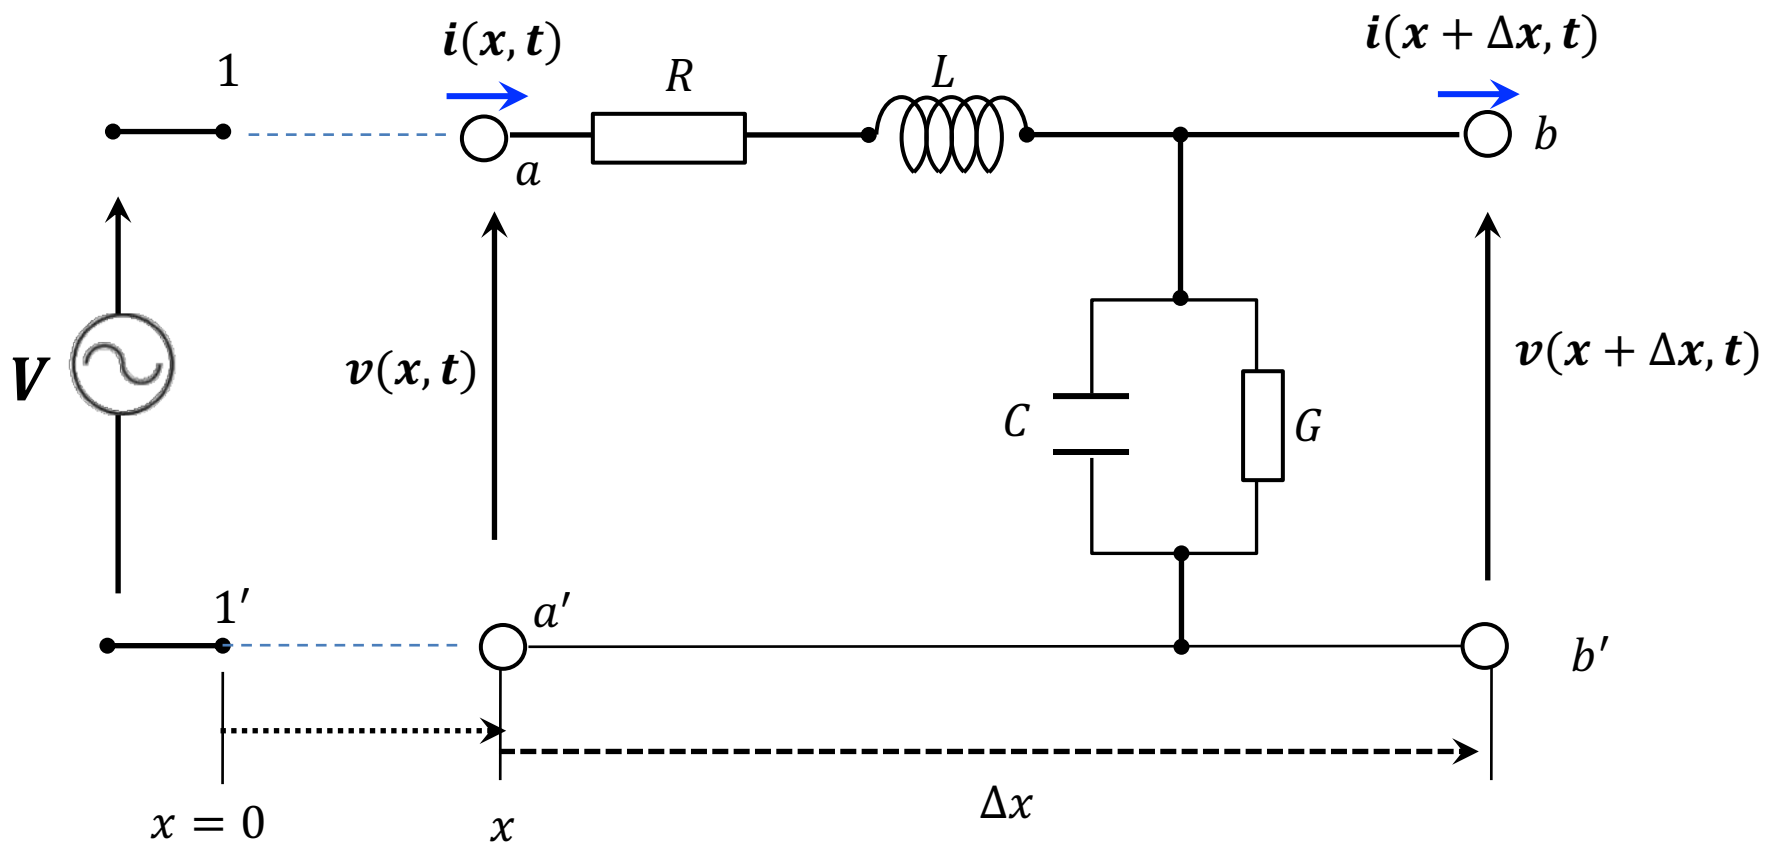 i(x, t)
i(x + Δx, t)
1
R
L
a
b
V
v(x, t)
v(x + Δx, t)
C
G
1′
a′
b′
x = 0
x
Δx